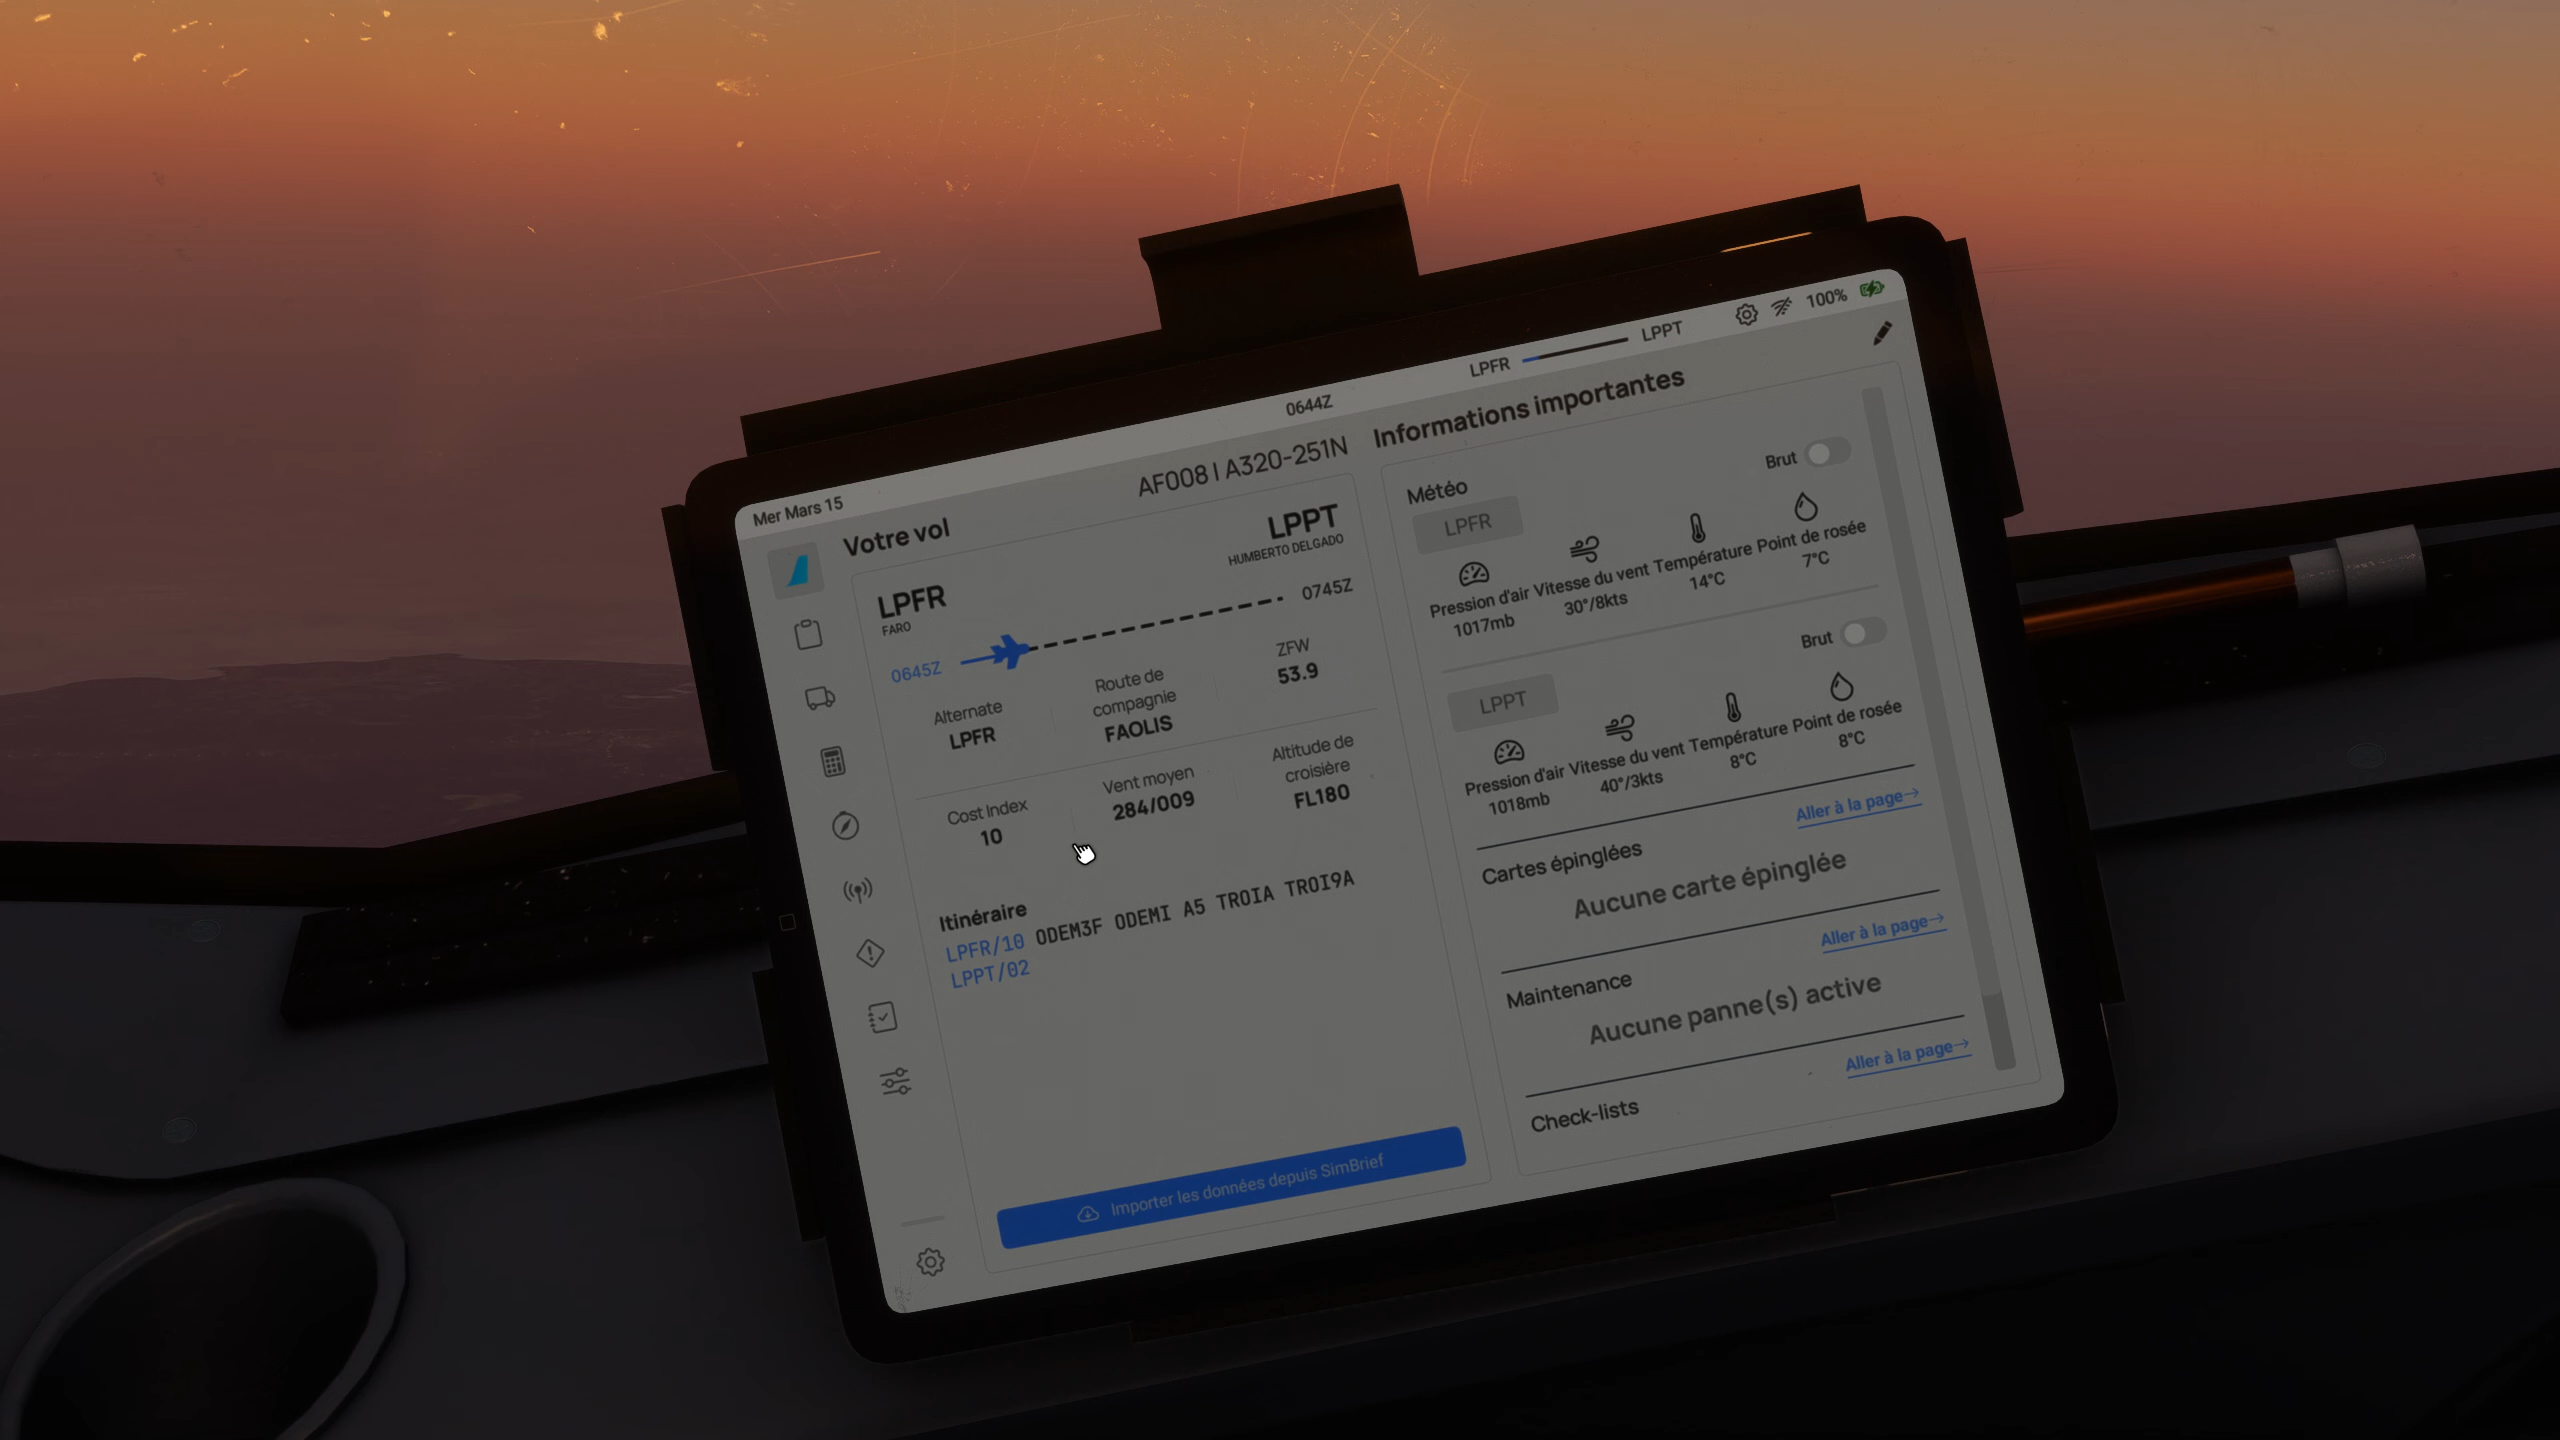 Mer Mars 15
0644Z
LPFR
LPPT
100%
Votre vol
AF008 | A320-251N
LPFR
FARO
LPPT
HUMBERTO DELGADO
0645Z
0745Z
Alternate
LPFR
Route de
compagnie
FAOLIS
ZFW
53.9
Cost Index
10
Vent moyen
284/009
Altitude de
croisière
FL180
Itinéraire
LPFR/10 ODEM3F ODEMI A5 TROIA TROI9A
LPPT/02
Importer les données depuis SimBrief
Informations importantes
Météo
Brut
LPFR
Pression d'air
1017mb
Vitesse du vent
30°/8kts
Température
14°C
Point de rosée
7°C
Brut
LPPT
Pression d'air
1018mb
Vitesse du vent
40°/3kts
Température
8°C
Point de rosée
8°C
Aller à la page
Cartes épinglées
Aucune carte épinglée
Aller à la page
Maintenance
Aucune panne(s) active
Aller à la page
Check-lists